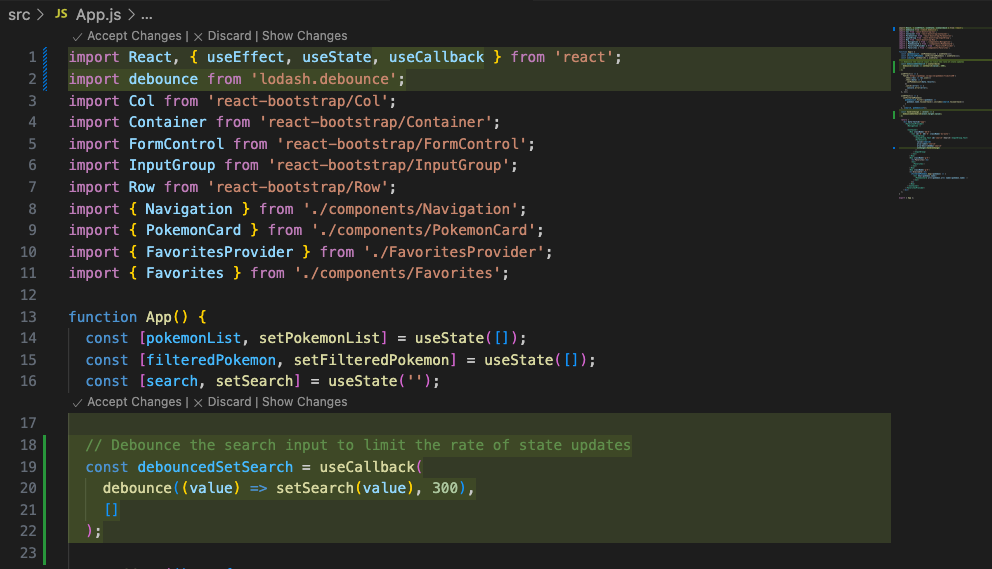 src > JS App.js > ...
Accept Changes | Discard | Show Changes
1 import React, { useEffect, useState, useCallback } from 'react';
2 import debounce from 'lodash.debounce';
3 import Col from 'react-bootstrap/Col';
4 import Container from 'react-bootstrap/Container';
5 import FormControl from 'react-bootstrap/FormControl';
6 import InputGroup from 'react-bootstrap/InputGroup';
7 import Row from 'react-bootstrap/Row';
8 import { Navigation } from './components/Navigation';
9 import { PokemonCard } from './components/PokemonCard';
10 import { FavoritesProvider } from './FavoritesProvider';
11 import { Favorites } from './components/Favorites';
12
13 function App() {
14 const [pokemonList, setPokemonList] = useState([]);
15 const [filteredPokemon, setFilteredPokemon] = useState([]);
16 const [search, setSearch] = useState('');
Accept Changes | Discard | Show Changes
17
18 // Debounce the search input to limit the rate of state updates
19 const debouncedSetSearch = useCallback(
20 debounce((value) => setSearch(value), 300),
21 []
22 );
23